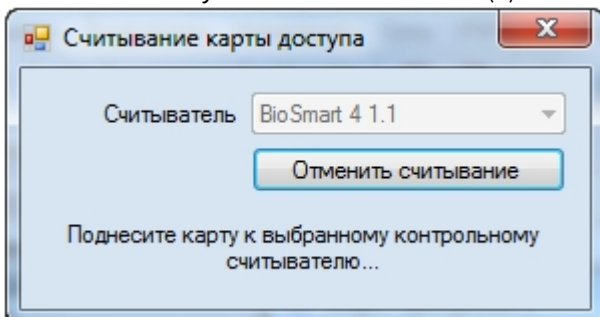 Считывание карты доступа
Считыватель BioSmart 4 1.1
Отменить считывание
Поднесите карту к выбранному контрольному
считывателю...